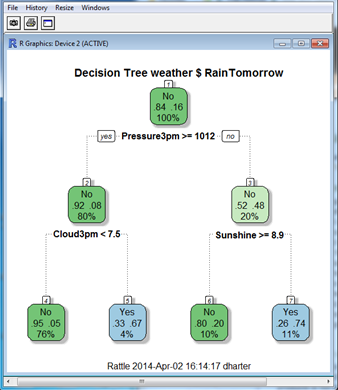 File History Resize Windows
R Graphics: Device 2 (ACTIVE)
Decision Tree weather $ RainTomorrow
1
No
.84 .16
100%
yes Pressure3pm >= 1012 no
2
No
.92 .08
80%
3
No
.52 .48
20%
Cloud3pm < 7.5
Sunshine >= 8.9
4
No
.95 .05
76%
5
Yes
.33 .67
4%
6
No
.80 .20
10%
7
Yes
.26 .74
11%
Rattle 2014-Apr-02 16:14:17 dharter